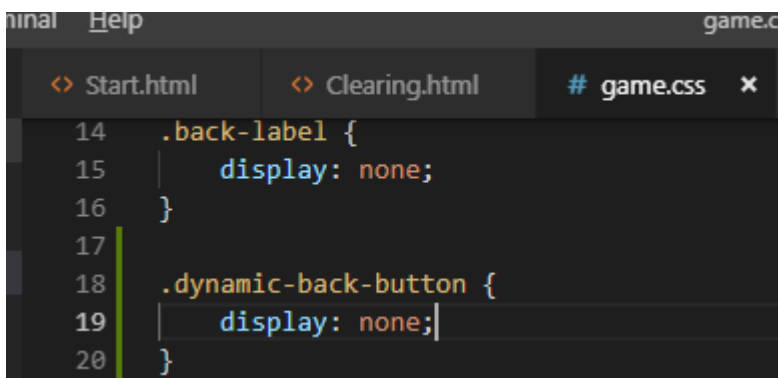 minal Help game.c
<> Start.html <> Clearing.html # game.css ×
14 .back-label {
15 display: none;
16 }
17
18 .dynamic-back-button {
19 display: none;
20 }